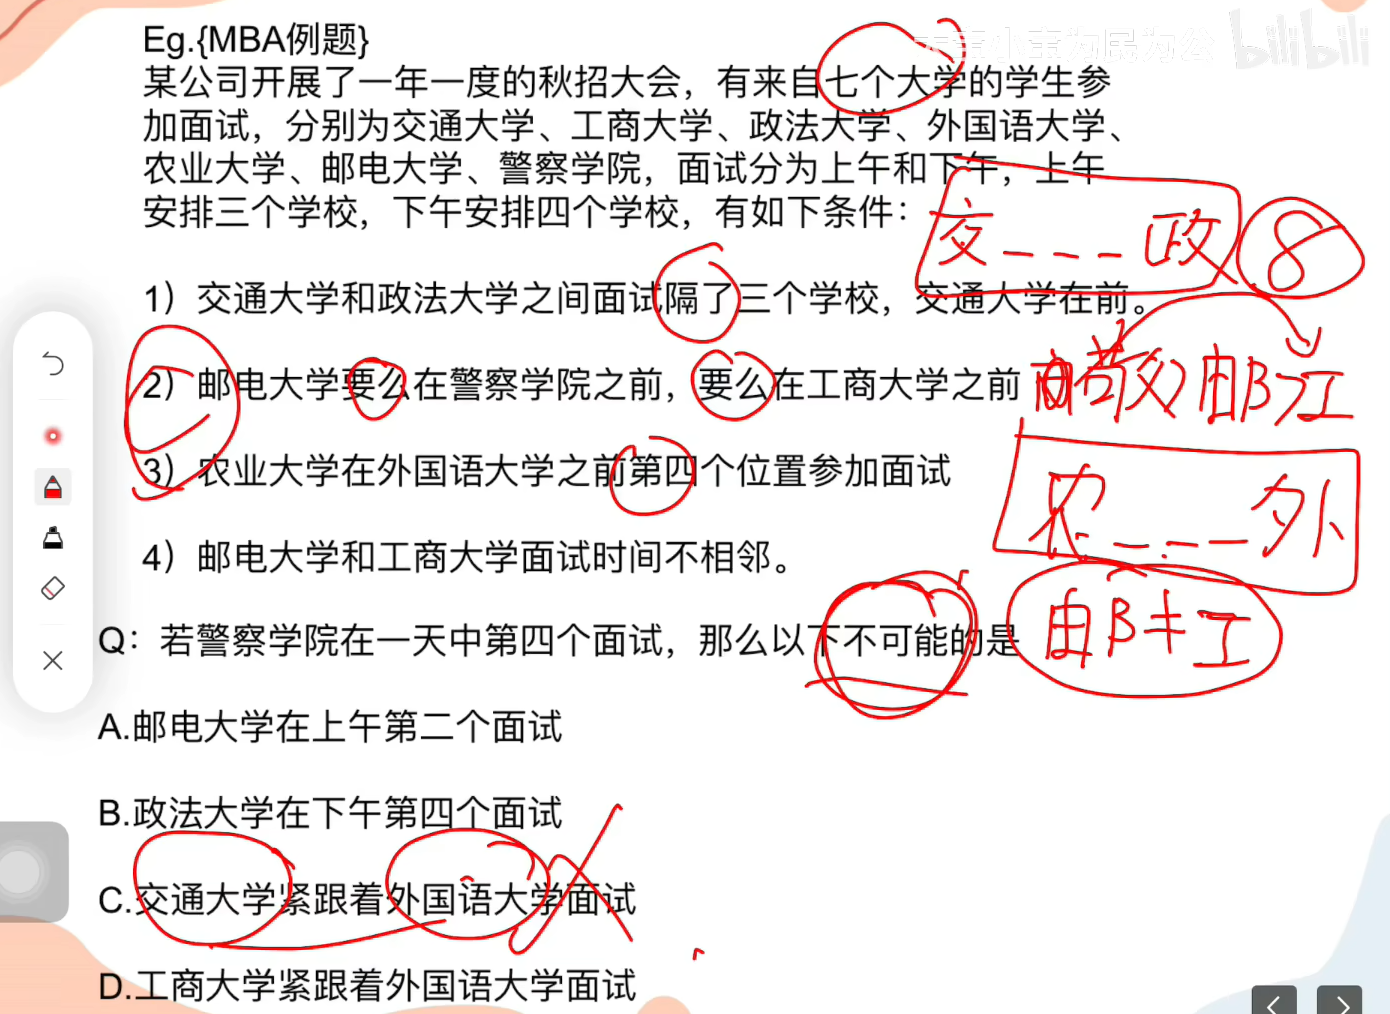 Eg.{MBA例题}
大王小王为民为公 bilibili
某公司开展了一年一度的秋招大会，有来自七个大学的学生参
加面试，分别为交通大学、工商大学、政法大学、外国语大学、
农业大学、邮电大学、警察学院，面试分为上午和下午，上午
安排三个学校，下午安排四个学校，有如下条件：
交 _ _ _ 政 8
1）交通大学和政法大学之间面试隔了三个学校，交通大学在前。
2）邮电大学要么在警察学院之前，要么在工商大学之前
警 邮 工
3）农业大学在外国语大学之前第四个位置参加面试
农 _ _ _ 外
4）邮电大学和工商大学面试时间不相邻。
邮 工
Q：若警察学院在一天中第四个面试，那么以下不可能的是
A.邮电大学在上午第二个面试
B.政法大学在下午第四个面试
C.交通大学紧跟着外国语大学面试
D.工商大学紧跟着外国语大学面试